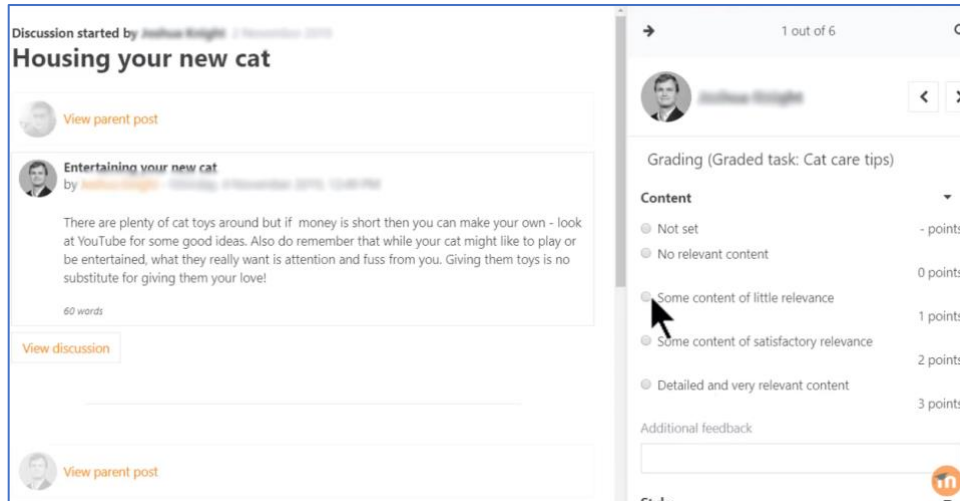 Discussion started by
Housing your new cat
View parent post
Entertaining your new cat
by
There are plenty of cat toys around but if money is short then you can make your own - look
at YouTube for some good ideas. Also do remember that while your cat might like to play or
be entertained, what they really want is attention and fuss from you. Giving them toys is no
substitute for giving them your love!
60 words
View discussion
View parent post
1 out of 6
Grading (Graded task: Cat care tips)
Content
Not set
- points
No relevant content
0 points
Some content of little relevance
1 points
Some content of satisfactory relevance
2 points
Detailed and very relevant content
3 points
Additional feedback